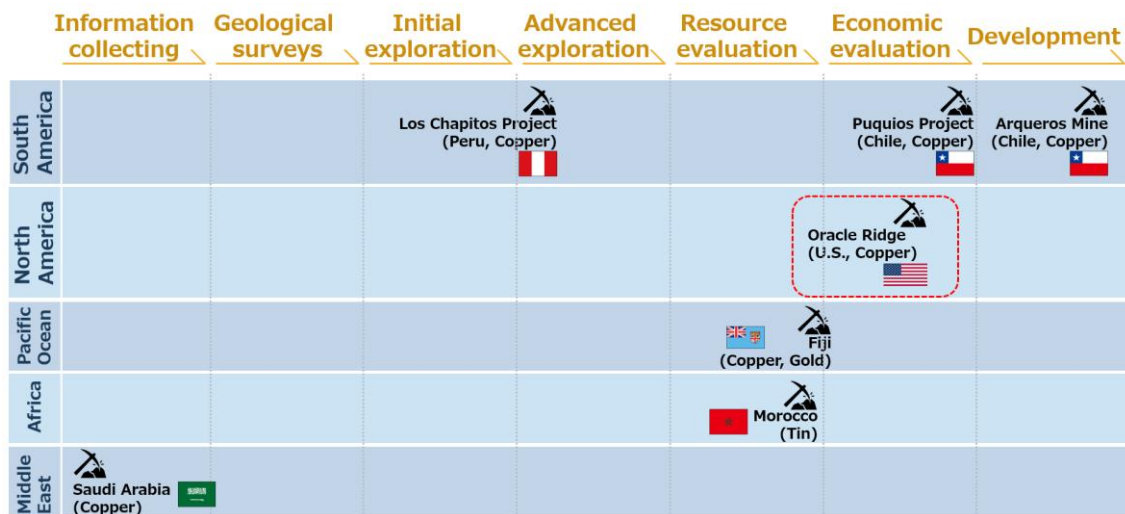 Information
collecting
Geological
surveys
Initial
exploration
Advanced
exploration
Resource
evaluation
Economic
evaluation
Development
South
America
Los Chapitos Project
(Peru, Copper)
Puquios Project
(Chile, Copper)
Arqueros Mine
(Chile, Copper)
North
America
Oracle Ridge
(U.S., Copper)
Pacific
Ocean
Fiji
(Copper, Gold)
Africa
Morocco
(Tin)
Middle
East
Saudi Arabia
(Copper)